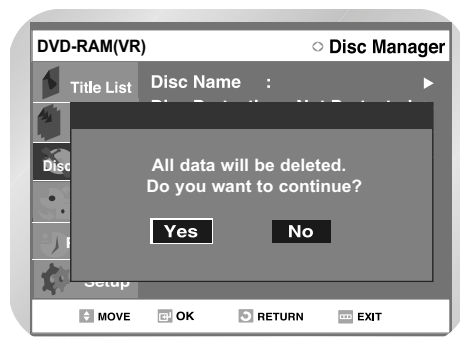 DVD-RAM(VR)
Disc Manager
Title List
Disc Name :
Disc
All data will be deleted.
Do you want to continue?
Yes
No
Setup
MOVE
OK
RETURN
EXIT